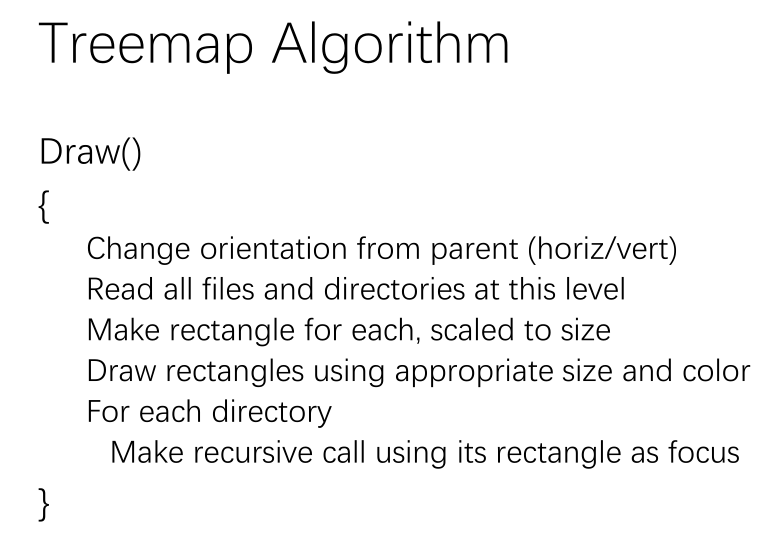 Treemap Algorithm
Draw()
{
Change orientation from parent (horiz/vert)
Read all files and directories at this level
Make rectangle for each, scaled to size
Draw rectangles using appropriate size and color
For each directory
Make recursive call using its rectangle as focus
}